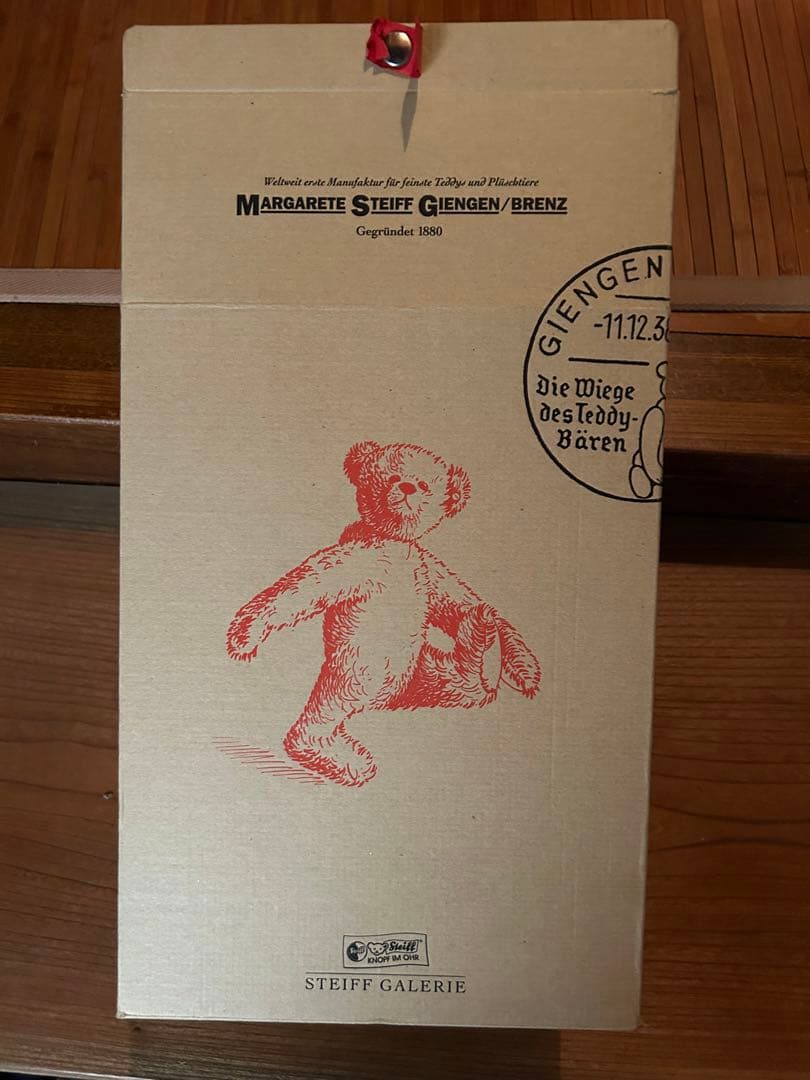 Weltweit erste Manufaktur für feinste Teddys und Plüschtiere
MARGARETE STEIFF GIENGEN/BRENZ
Gegründet 1880
GIENGEN
-11.12.3
Die Wiege
des Teddy-
Bären
Steiff
KNOPF IM OHR
STEIFF GALERIE